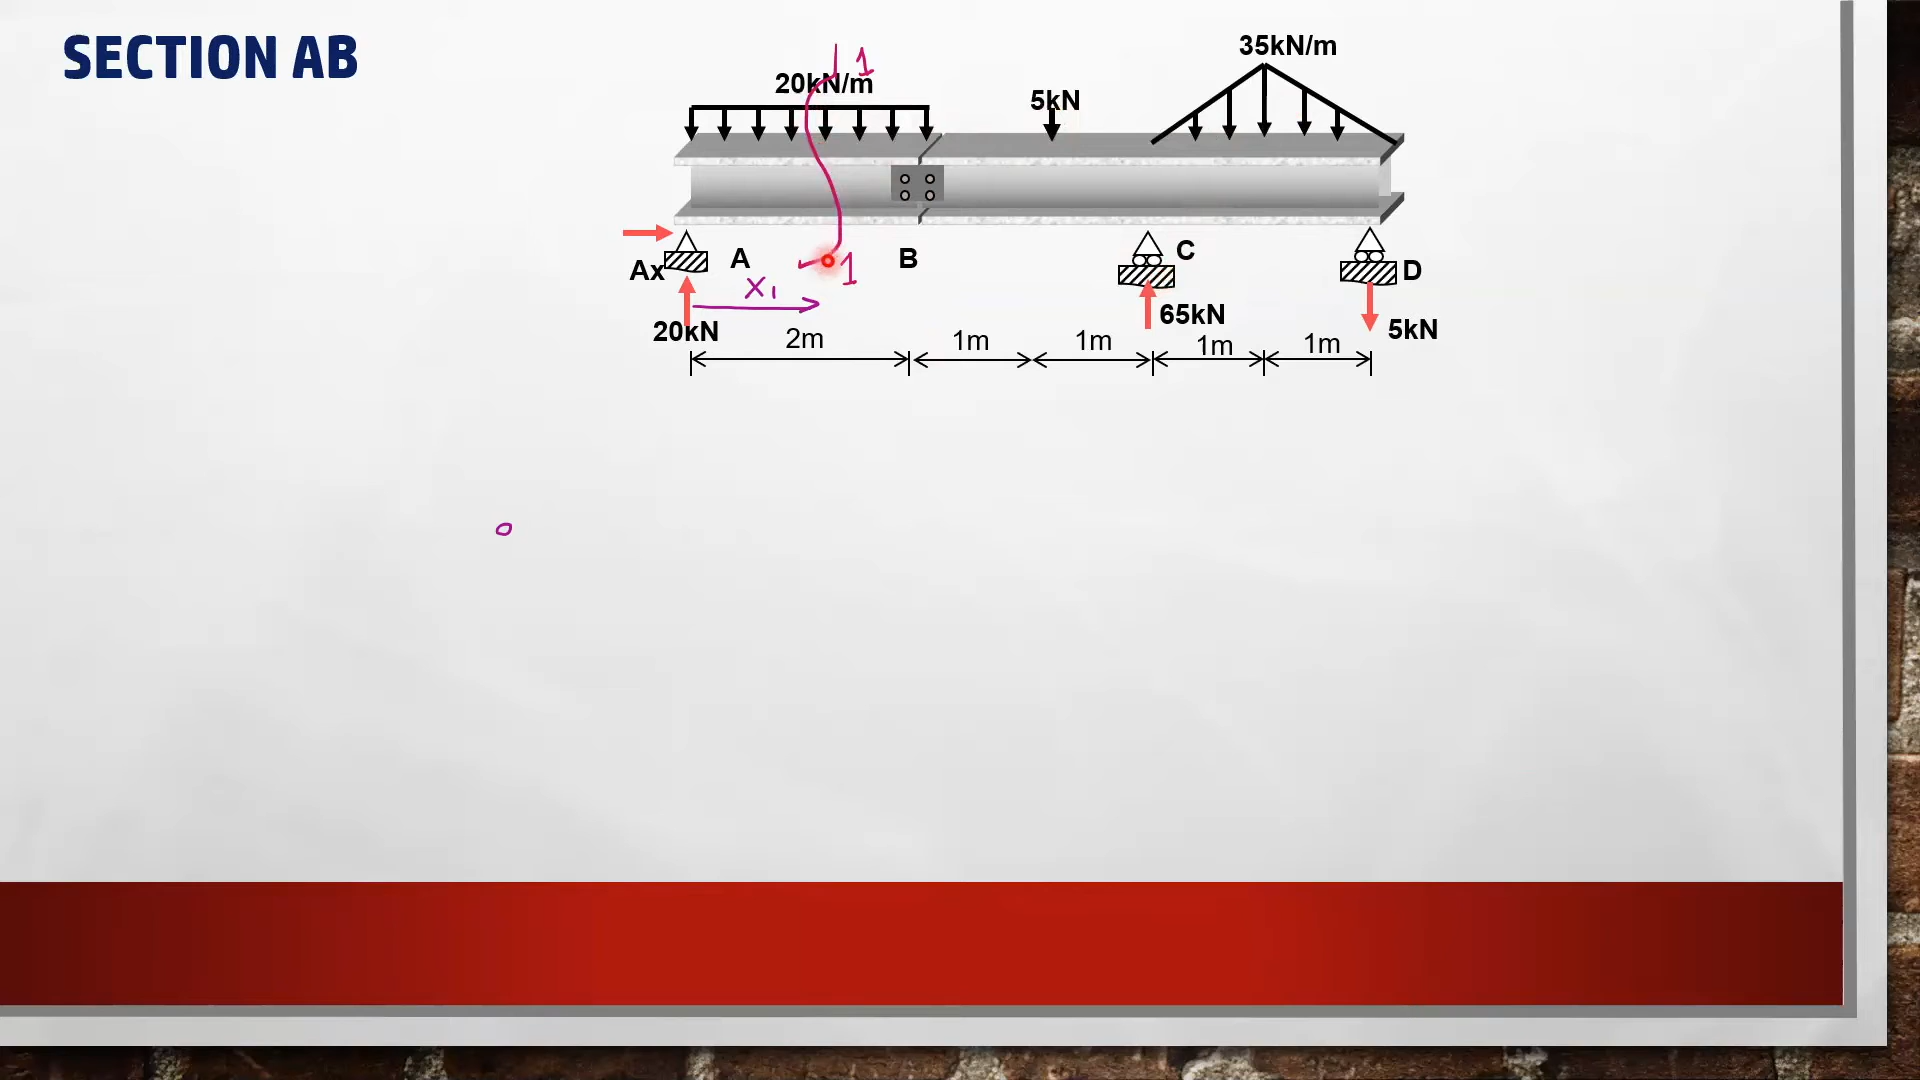 SECTION AB
35kN/m
1
20kN/m
5kN
C
A
B
Ax
D
1
X₁
65kN
20kN
5kN
2m
1m
1m
1m
1m